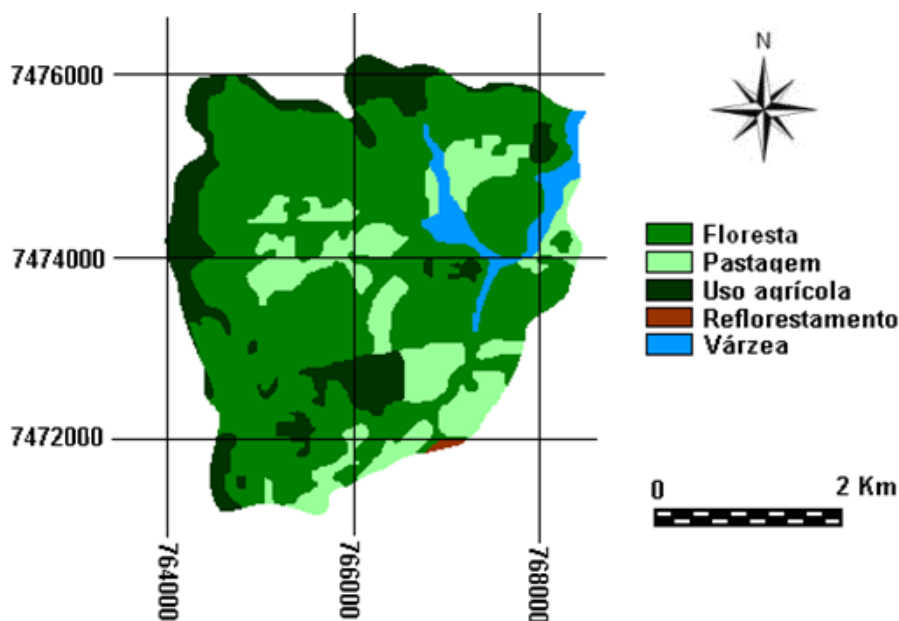 N
7476000
7474000
7472000
764000
766000
768000
Floresta
Pastagem
Uso agrícola
Reflorestamento
Várzea
0 2 Km